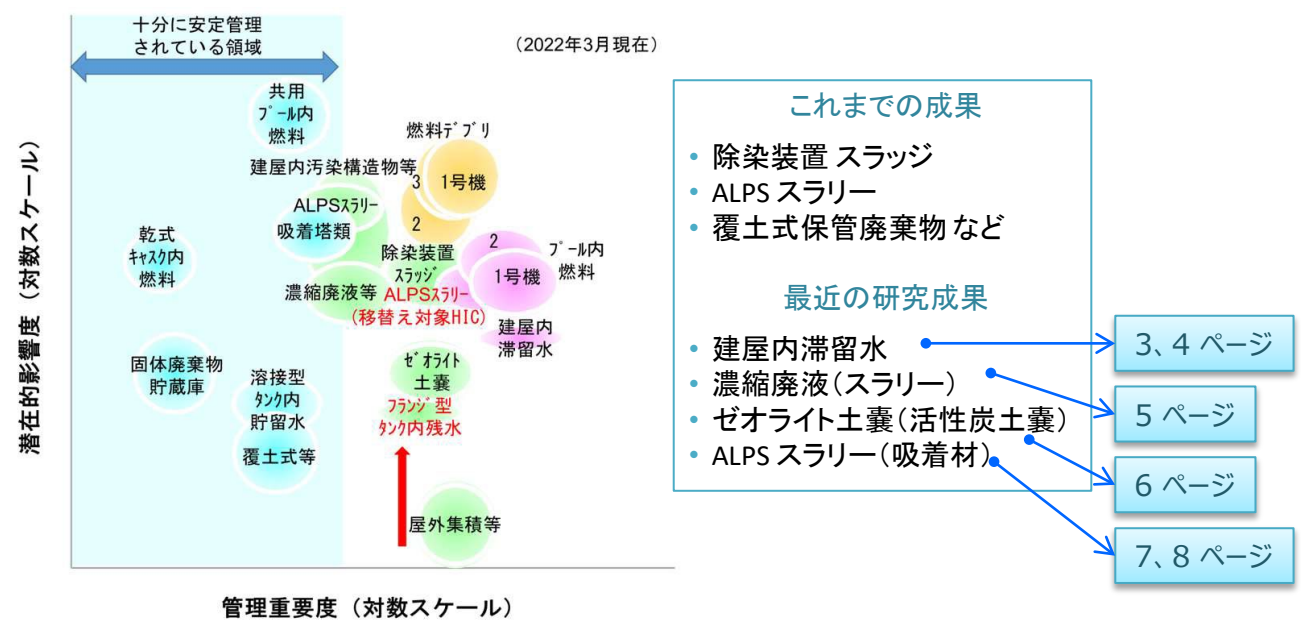 十分に安定管理
されている領域
(2022年3月現在)
共用
ﾌﾟｰﾙ内
燃料
燃料ﾃﾞﾌﾞﾘ
建屋内汚染構造物等
3
1号機
ALPSｽﾗﾘｰ
2
吸着塔類
乾式
ｷｬｽｸ内
燃料
除染装置
ｽﾗｯｼﾞ
2
1号機
ﾌﾟｰﾙ内
燃料
濃縮廃液等
ALPSｽﾗﾘｰ
(移替え対象HIC)
建屋内
滞留水
固体廃棄物
貯蔵庫
溶接型
ﾀﾝｸ内
貯留水
ｾﾞｵﾗｲﾄ
土嚢
ﾌﾗﾝｼﾞ型
ﾀﾝｸ内残水
覆土式等
屋外集積等
潜在的影響度（対数スケール）
管理重要度（対数スケール）
これまでの成果
• 除染装置 スラッジ
• ALPS スラリー
• 覆土式保管廃棄物 など
最近の研究成果
• 建屋内滞留水
• 濃縮廃液（スラリー）
• ゼオライト土嚢（活性炭土嚢）
• ALPS スラリー（吸着材）
3、4 ページ
5 ページ
6 ページ
7、8 ページ